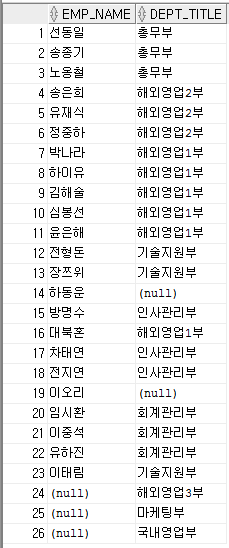 EMP_NAME DEPT_TITLE
1 선동일 총무부
2 송종기 총무부
3 노옹철 총무부
4 송은희 해외영업2부
5 유재식 해외영업2부
6 정중하 해외영업2부
7 박나라 해외영업1부
8 하이유 해외영업1부
9 김해술 해외영업1부
10 심봉선 해외영업1부
11 윤은해 해외영업1부
12 전형돈 기술지원부
13 장쯔위 기술지원부
14 하동운 (null)
15 방명수 인사관리부
16 대북혼 해외영업1부
17 차태연 인사관리부
18 전지연 인사관리부
19 이오리 (null)
20 임시환 회계관리부
21 이중석 회계관리부
22 유하진 회계관리부
23 이태림 기술지원부
24 (null) 해외영업3부
25 (null) 마케팅부
26 (null) 국내영업부